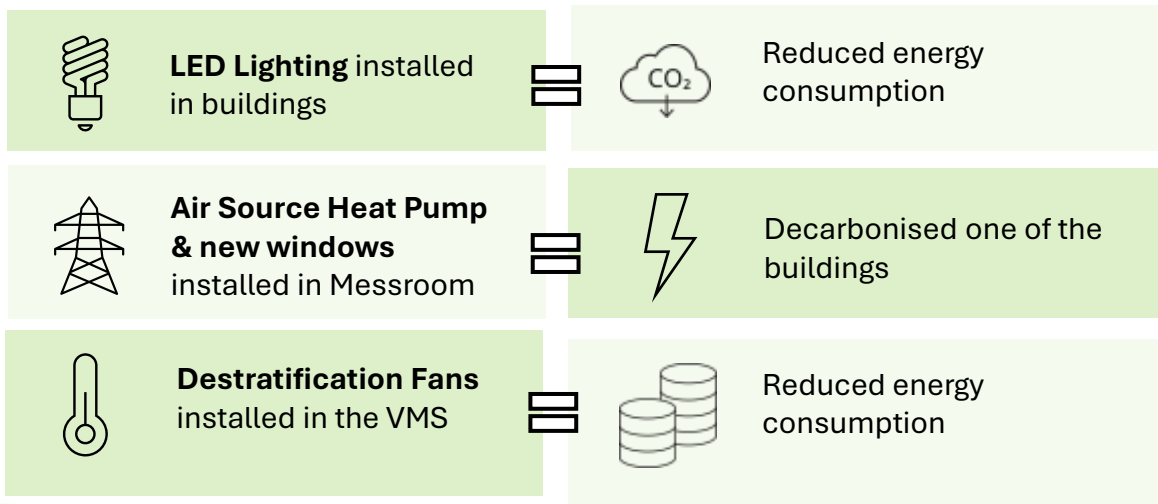 LED Lighting installed
in buildings
CO₂
Reduced energy
consumption
Air Source Heat Pump
& new windows
installed in Messroom
Decarbonised one of the
buildings
Destratification Fans
installed in the VMS
Reduced energy
consumption